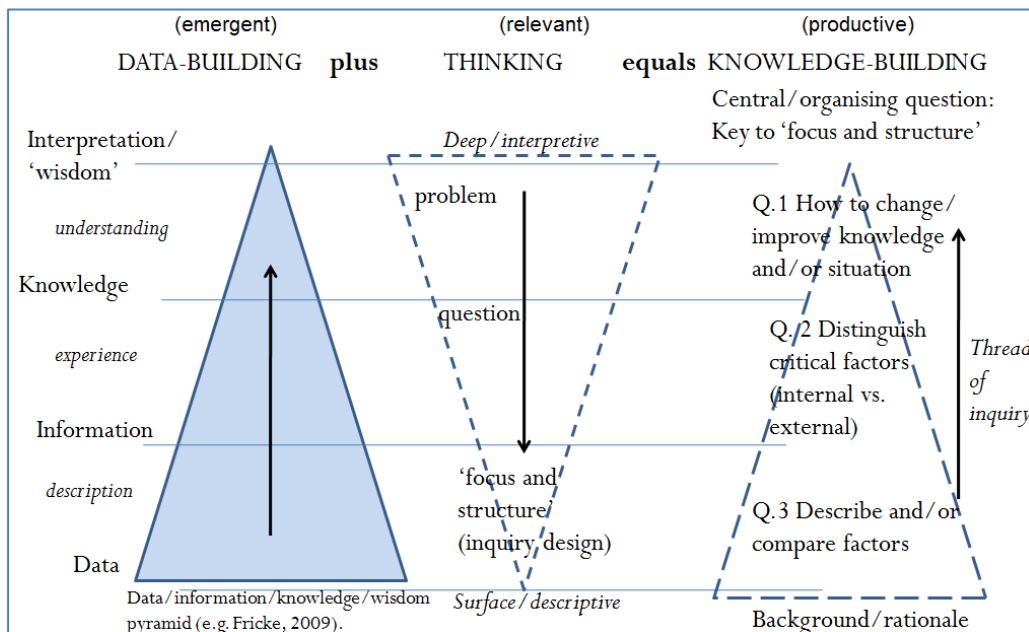 (emergent)
(relevant)
(productive)
DATA-BUILDING plus THINKING equals KNOWLEDGE-BUILDING
Interpretation/
‘wisdom’
understanding
Knowledge
experience
Information
description
Data
Data/information/knowledge/wisdom
pyramid (e.g. Fricke, 2009).
Deep/interpretive
problem
question
‘focus and
structure’
(inquiry design)
Surface/descriptive
Central/organising question:
Key to ‘focus and structure’
Q.1 How to change/
improve knowledge
and/or situation
Q. 2 Distinguish
critical factors
(internal vs.
external)
Q.3 Describe and/or
compare factors
Thread
of
inquiry
Background/rationale